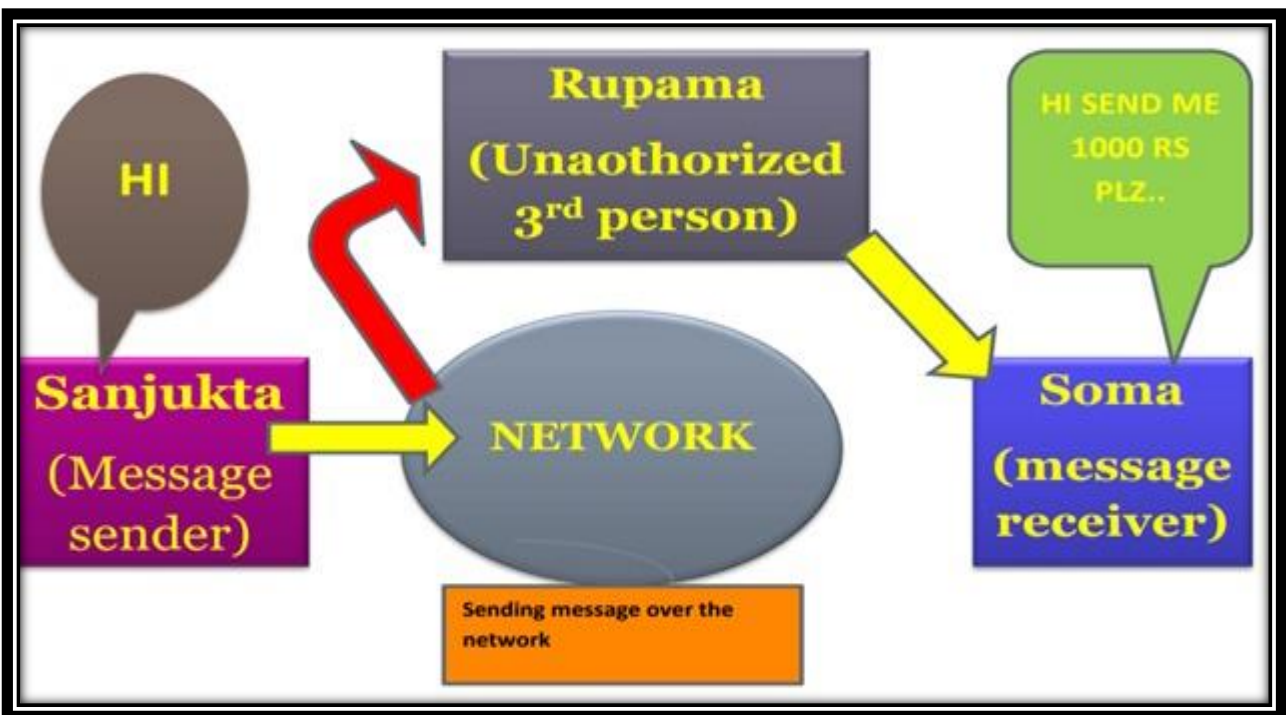 HI
Sanjukta
(Message
sender)
Rupama
(Unaothorized
3rd person)
NETWORK
Sending message over the
network
HI SEND ME
1000 RS
PLZ..
Soma
(message
receiver)